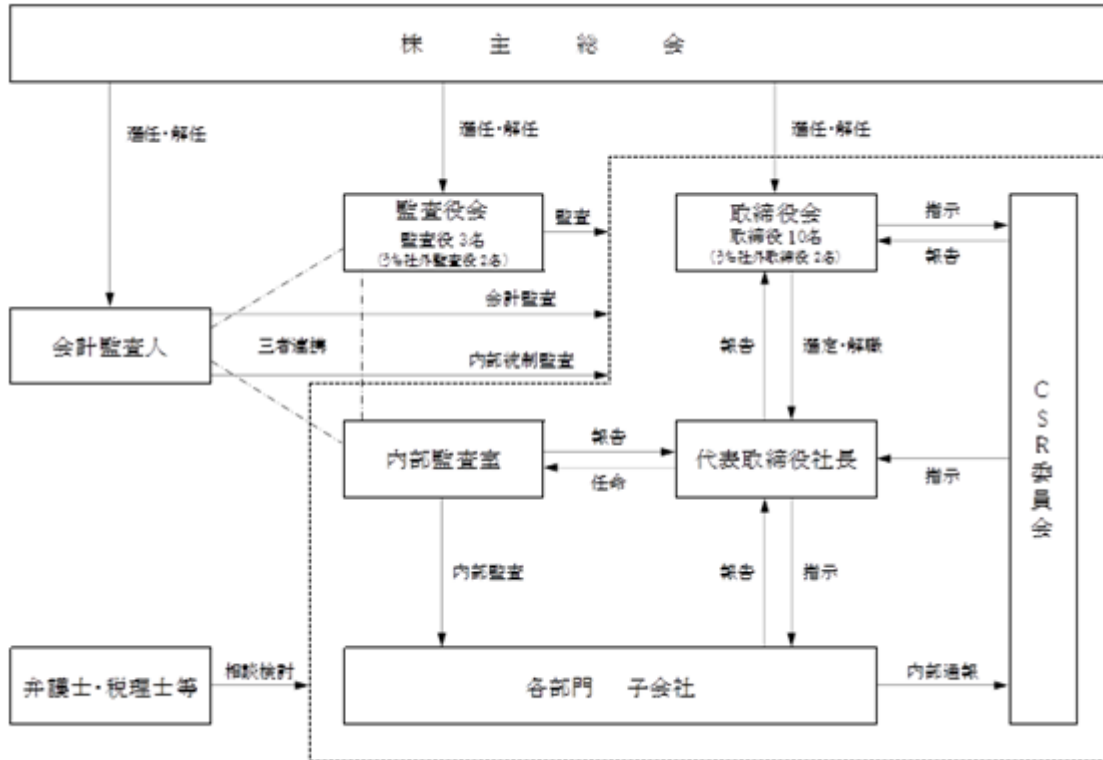 株主総会
選任・解任
選任・解任
選任・解任
監査役会
監査役 3名
(うち社外監査役 2名)
監査
取締役会
取締役 10名
(うち社外取締役 2名)
指示
報告
会計監査人
会計監査
三者連携
内部統制監査
報告
選定・解職
CSR委員会
内部監査室
報告
任命
代表取締役社長
指示
内部監査
報告
指示
弁護士・税理士等
相談検討
各部門 子会社
内部通報